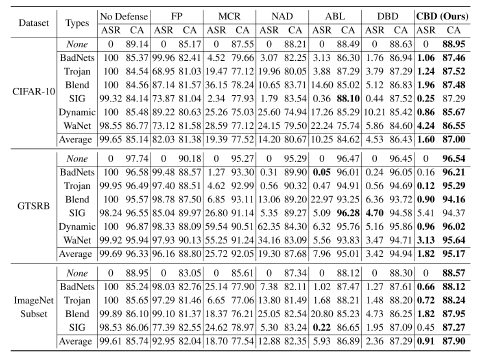 Dataset Types No Defense FP MCR NAD ABL DBD CBD (Ours)
ASR CA ASR CA ASR CA ASR CA ASR CA ASR CA ASR CA
CIFAR-10
None 0 89.14 0 85.17 0 87.55 0 88.21 0 88.49 0 88.63 0 88.95
BadNets 100 85.37 99.96 82.41 4.52 79.66 3.07 82.25 3.13 86.30 1.76 86.94 1.06 87.46
Trojan 100 84.54 68.95 81.03 19.47 77.12 19.96 80.05 3.88 87.29 3.79 87.29 1.24 87.52
Blend 100 84.56 87.14 81.57 36.15 78.24 10.65 83.71 14.60 85.02 5.12 86.83 1.96 87.48
SIG 99.32 84.14 73.87 81.04 2.34 77.93 1.79 83.54 0.36 88.10 0.44 87.52 0.25 87.29
Dynamic 100 85.48 89.22 80.63 25.26 75.03 25.60 74.94 17.26 85.29 10.21 85.42 0.86 85.67
WaNet 98.55 86.77 73.12 81.58 28.59 77.12 24.15 79.50 22.24 75.74 5.86 84.60 4.24 86.55
Average 99.65 85.14 82.03 81.38 19.39 77.52 14.20 80.67 10.25 84.62 4.53 86.43 1.60 87.00
GTSRB
None 0 97.74 0 90.18 0 95.27 0 95.29 0 96.47 0 96.45 0 96.54
BadNets 100 96.58 99.48 88.57 1.27 93.30 0.31 89.90 0.05 96.01 0.24 96.05 0.16 96.21
Trojan 99.95 96.49 97.40 88.51 4.62 92.99 0.56 90.32 0.47 94.91 0.56 94.69 0.12 95.29
Blend 100 95.57 98.78 87.50 6.85 93.11 13.06 89.20 22.97 93.25 6.36 93.72 0.90 94.16
SIG 98.24 96.55 85.04 89.97 26.80 91.14 5.35 89.27 5.09 96.28 4.70 94.58 5.41 94.37
Dynamic 100 96.87 98.33 88.09 59.54 90.51 62.35 84.30 6.32 95.76 5.16 95.86 0.96 96.02
WaNet 99.92 95.94 97.93 90.13 55.25 91.24 34.16 83.09 5.56 93.83 3.47 94.71 3.13 95.64
Average 99.69 96.33 96.16 88.80 25.72 92.05 19.30 87.68 7.96 95.01 3.42 94.94 1.82 95.17
ImageNet
Subset
None 0 88.95 0 83.05 0 85.61 0 87.34 0 88.12 0 88.30 0 88.57
BadNets 100 85.24 98.03 82.76 25.14 77.90 7.38 82.11 1.02 87.47 1.27 87.61 0.66 88.12
Trojan 100 85.65 97.29 81.46 6.65 77.06 13.80 81.49 1.68 88.21 1.48 88.20 0.72 88.24
Blend 99.89 86.10 99.10 81.37 18.37 76.21 25.05 82.54 20.80 85.23 4.73 86.25 1.82 87.95
SIG 98.53 86.06 77.39 82.55 24.62 78.97 5.30 83.24 0.22 86.65 1.95 87.09 0.45 87.27
Average 99.61 85.74 92.95 82.04 18.70 77.54 12.88 82.35 5.93 86.89 2.36 87.29 0.91 87.90